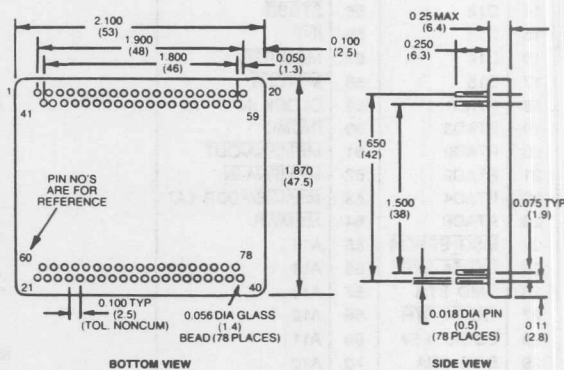 2.100
(53)
1.900
(48)
1.800
(46)
0.100
(2.5)
0.050
(1.3)
1
20
41
59
PIN NO'S
ARE FOR
REFERENCE
1.870
(47.5)
60
78
21
40
0.100 TYP
(2.5)
(TOL. NONCUM)
0.056 DIA GLASS
(1.4)
BEAD (78 PLACES)
BOTTOM VIEW
0 25 MAX
(6.4)
0.250
(6.3)
1.650
(42)
1.500
(38)
0.075 TYP
(1.9)
0.018 DIA PIN
(0.5)
(78 PLACES)
0.11
(2.8)
SIDE VIEW